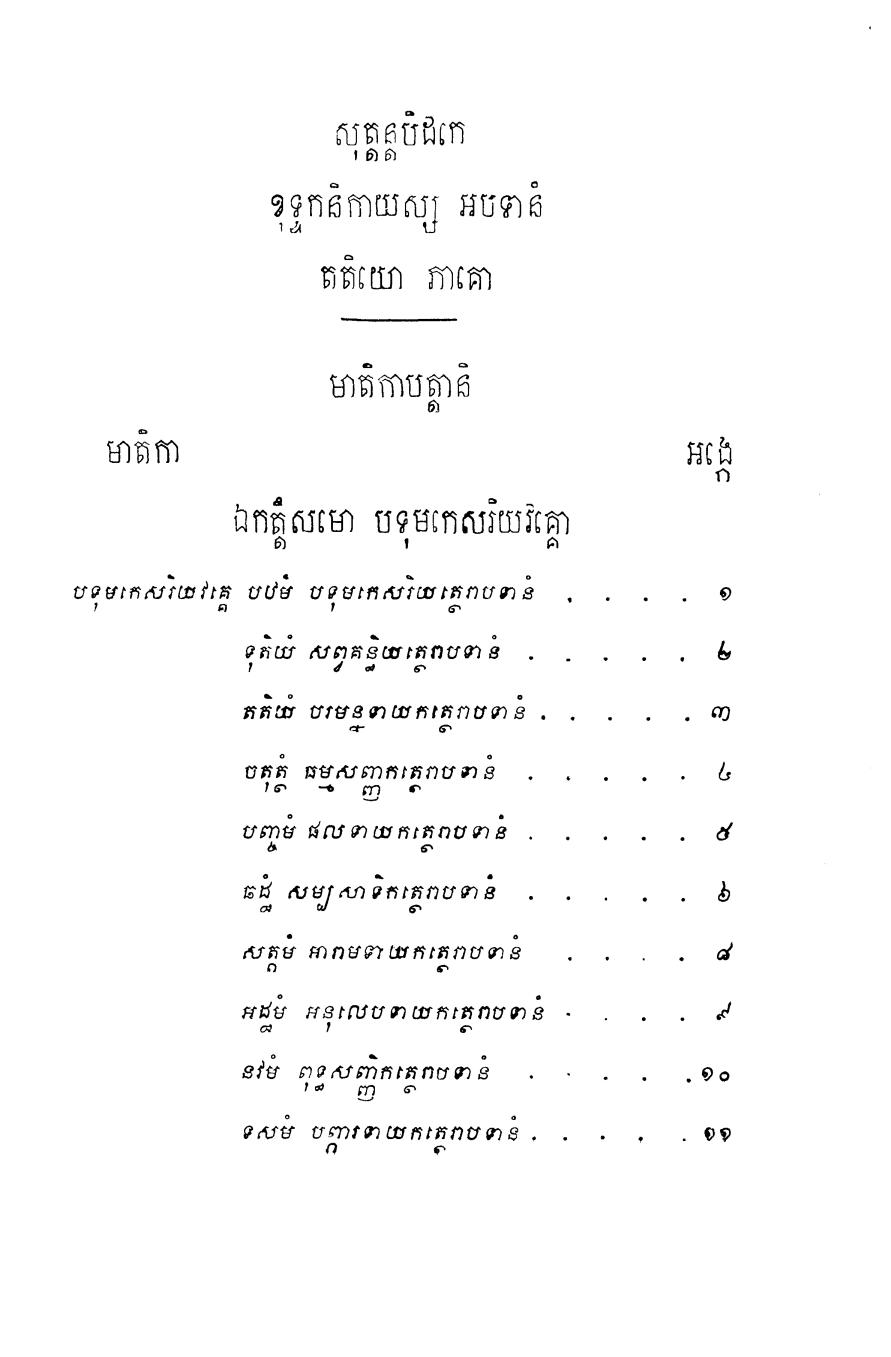 សុត្តន្តបិដកេ
ខុទ្ទកនិកាយស្ស អបទានំ
តតិយោ ភាគោ
មាតិកាបត្តានិ
មាតិកា អង្កេ
ឯកត្តឹសមោ បទុមកេសរិយវគ្គោ
បទុមកេសរិយវគ្គេ បឋមំ បទុមកេសរិយត្ថេរាបទានំ . . . . ១
ទុតិយំ សព្វគន្ធិយត្ថេរាបទានំ . . . . . ២
តតិយំ បរមន្នទាយកត្ថេរាបទានំ . . . . . ៣
ចតុត្ថំ ធម្មសញ្ញកត្ថេរាបទានំ . . . . . ៤
បញ្ចមំ ផលទាយកត្ថេរាបទានំ . . . . . ៥
ឆដ្ឋំ សម្បសាទិកត្ថេរាបទានំ . . . . . ៦
សត្តមំ អារាមទាយកត្ថេរាបទានំ . . . . ៨
អដ្ឋមំ អនុលេបទាយកត្ថេរាបទានំ . . . . ៩
នវមំ ពុទ្ធសញ្ញិកត្ថេរាបទានំ . . . . . ១០
ទសមំ បព្ភារទាយកត្ថេរាបទានំ . . . . . ១១